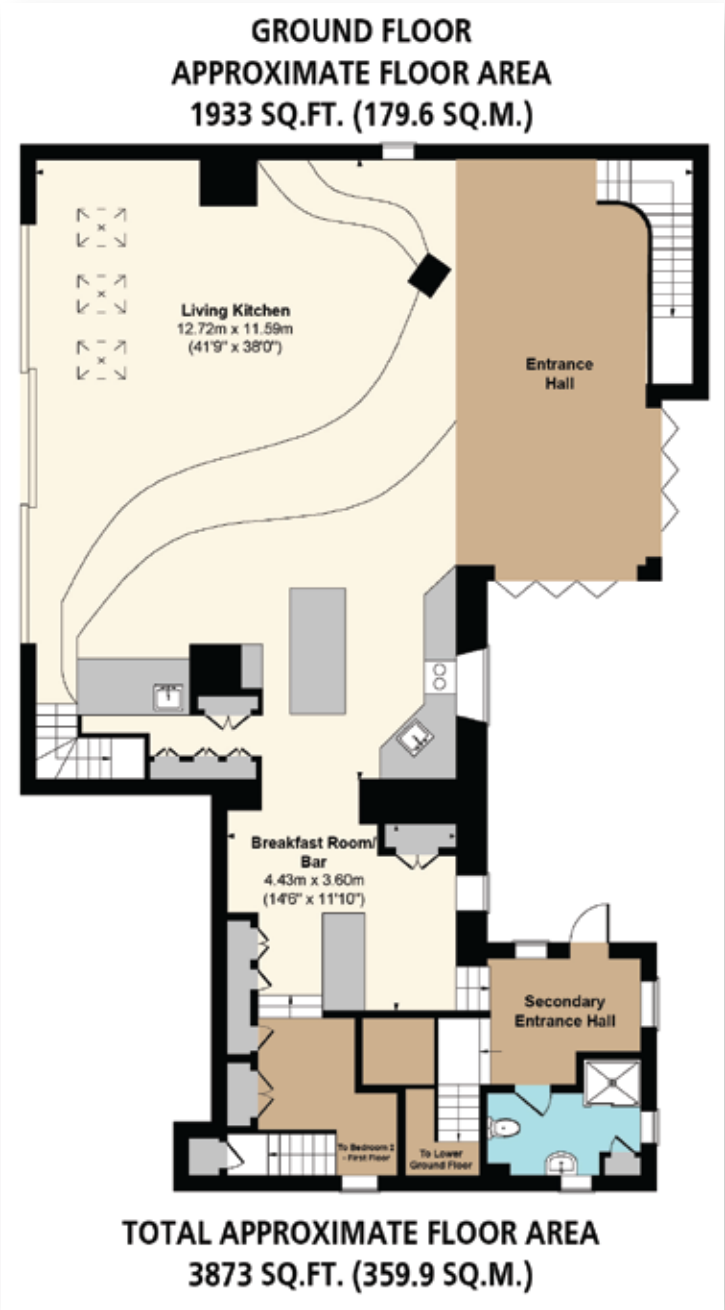 GROUND FLOOR
APPROXIMATE FLOOR AREA
1933 SQ.FT. (179.6 SQ.M.)
Living Kitchen
12.72m x 11.59m
(41'9" x 38'0")
Entrance
Hall
Breakfast Room/
Bar
4.43m x 3.60m
(14'6" x 11'10")
Secondary
Entrance Hall
To Bedroom 2
- First Floor
To Lower
Ground Floor
TOTAL APPROXIMATE FLOOR AREA
3873 SQ.FT. (359.9 SQ.M.)